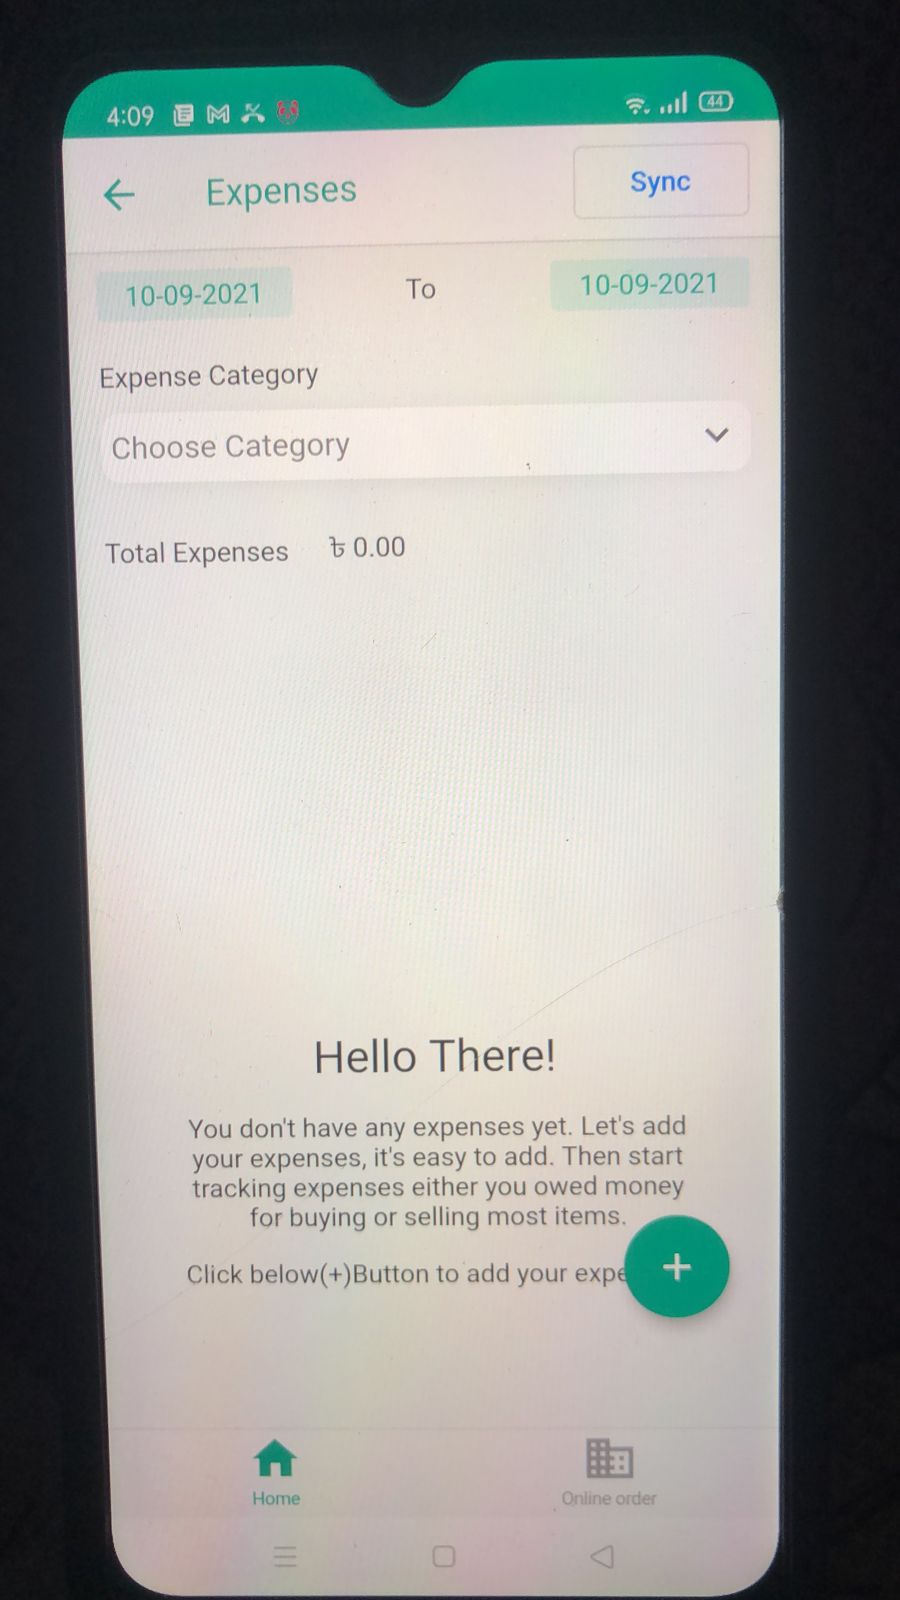 4:09
44
Expenses
Sync
10-09-2021 To 10-09-2021
Expense Category
Choose Category
Total Expenses ৳ 0.00
Hello There!
You don't have any expenses yet. Let's add
your expenses, it's easy to add. Then start
tracking expenses either you owed money
for buying or selling most items.
Click below(+)Button to add your expe
+
Home
Online order